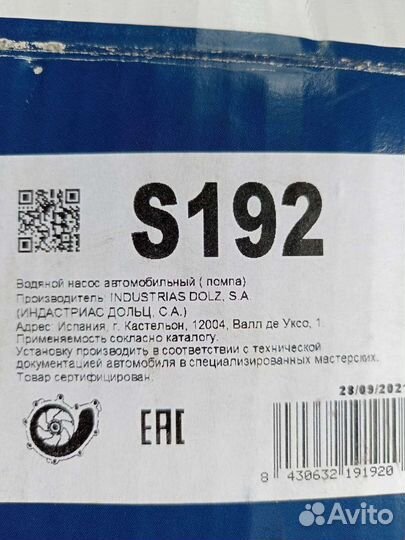 S192
Водяной насос автомобильный ( помпа)
Производитель: INDUSTRIAS DOLZ, S.A.
(ИНДАСТРИАС ДОЛЬЦ, С.А.)
Адрес: Испания, г. Кастельон, 12004, Валл де Уксо, 1.
Применяемость согласно каталогу.
Установку производить в соответствии с технической
документацией автомобиля в специализированных мастерских.
Товар сертифицирован.
28/09/2021
EAC
8 430632 191920
Avito